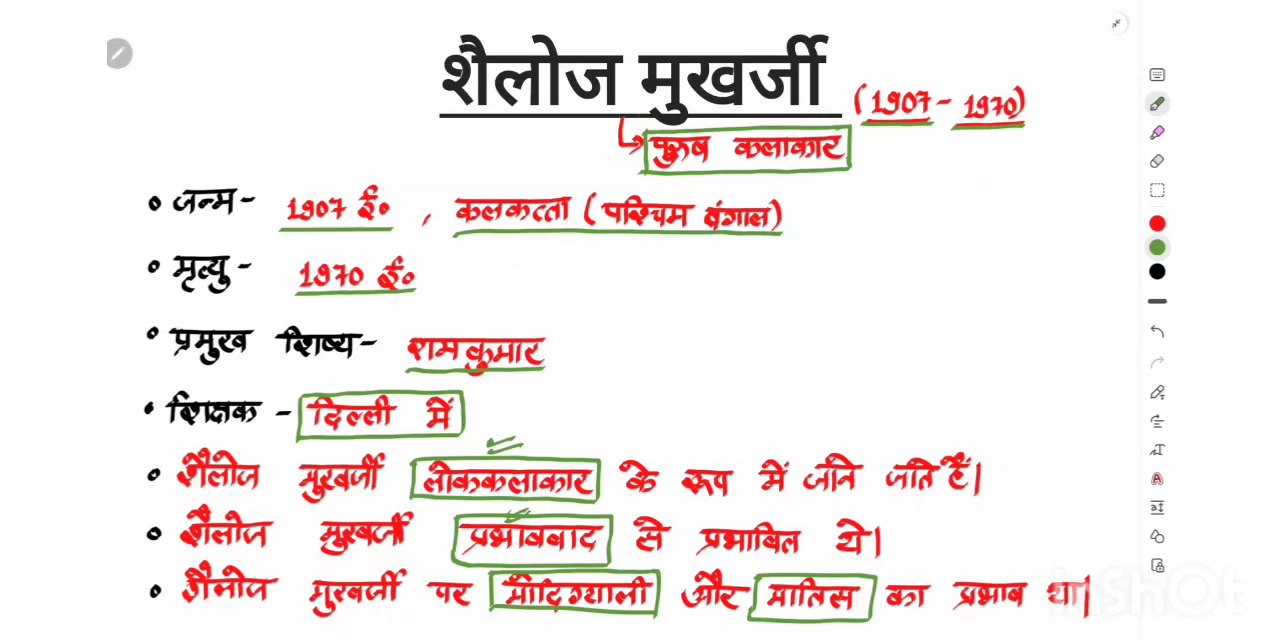 शैलोज मुखर्जी
(1907 - 1970)
पुरुष कलाकार
• जन्म- 1907 ई० , कलकत्ता (पश्चिम बंगाल)
• मृत्यु- 1970 ई०
• प्रमुख शिष्य- रामकुमार
• शिक्षक - दिल्ली में
• शैलोज मुखर्जी लोककलाकार के रूप में जाने जाते हैं।
• शैलोज मुखर्जी प्रभाववाद से प्रभावित थे।
• शैलोज मुखर्जी पर मोदिग्याली और मातिस का प्रभाव था।
InShOt